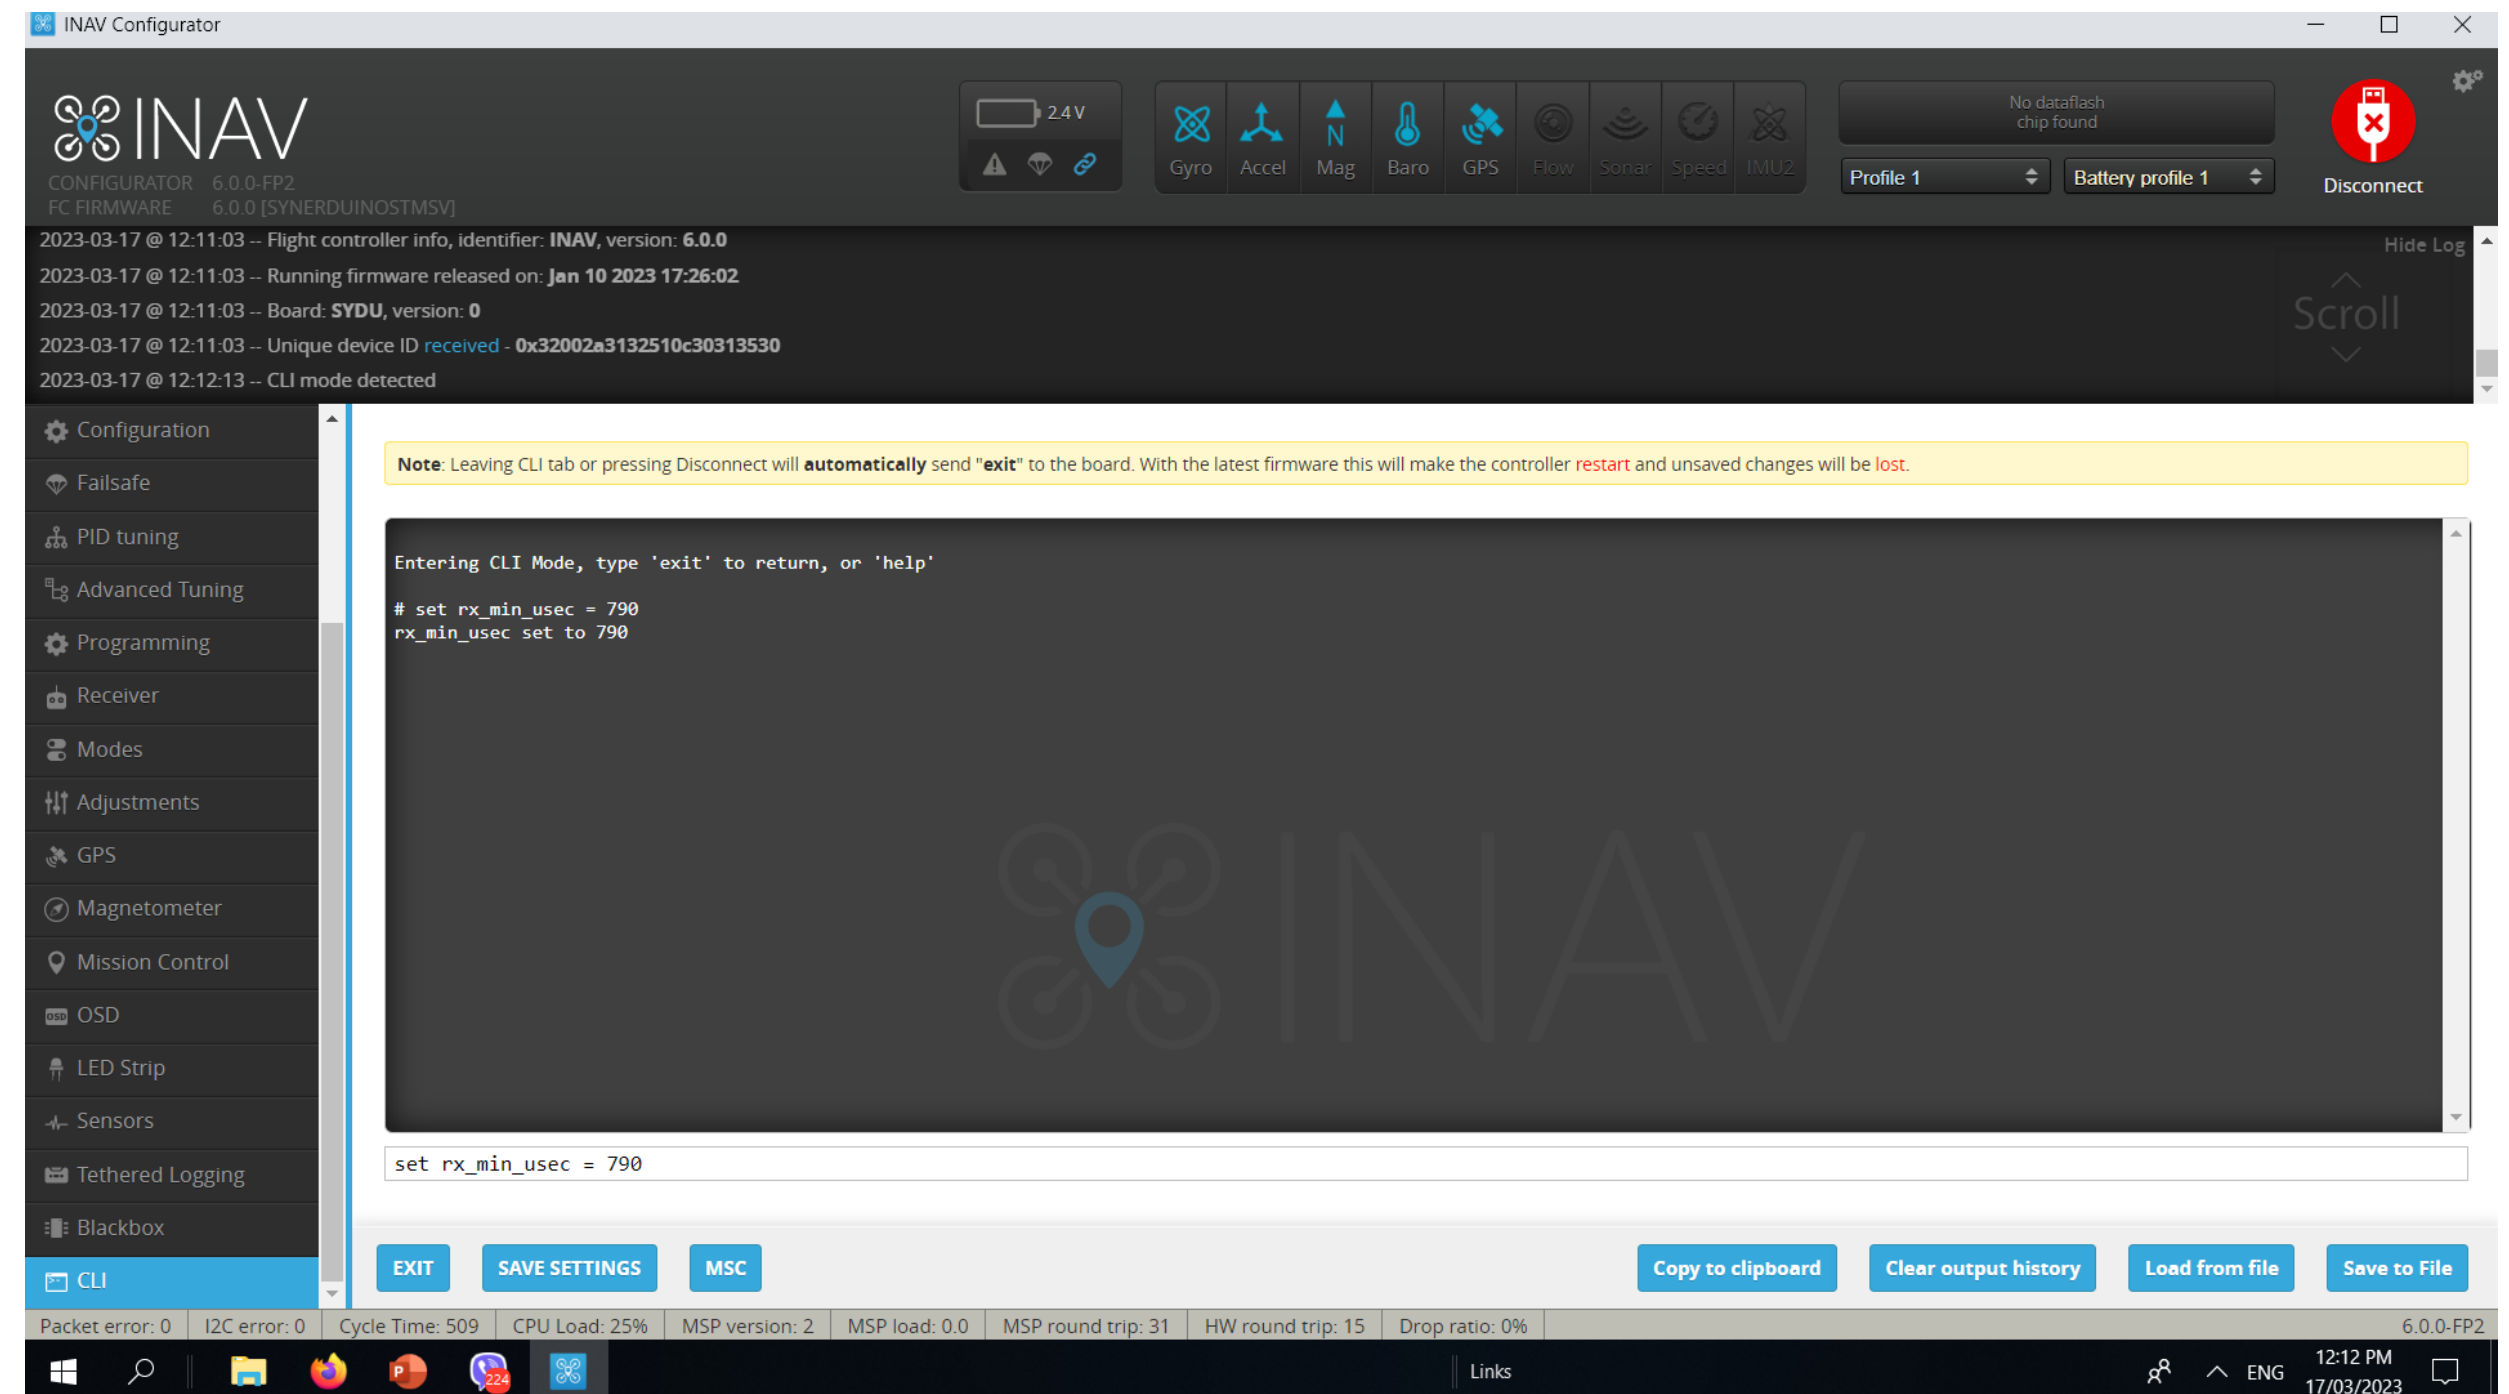 INAV Configurator
INAV
CONFIGURATOR 6.0.0-FP2
FC FIRMWARE 6.0.0 [SYNERDUINOSTMSV]
2.4 V
N
Gyro Accel Mag Baro GPS Flow Sonar Speed IMU2
No dataflash
chip found
Profile 1 Battery profile 1
Disconnect
2023-03-17 @ 12:11:03 -- Flight controller info, identifier: INAV, version: 6.0.0
2023-03-17 @ 12:11:03 -- Running firmware released on: Jan 10 2023 17:26:02
2023-03-17 @ 12:11:03 -- Board: SYDU, version: 0
2023-03-17 @ 12:11:03 -- Unique device ID received - 0x32002a3132510c30313530
2023-03-17 @ 12:12:13 -- CLI mode detected
Hide Log
Scroll
Configuration
Failsafe
PID tuning
Advanced Tuning
Programming
Receiver
Modes
Adjustments
GPS
Magnetometer
Mission Control
OSD OSD
LED Strip
Sensors
Tethered Logging
Blackbox
CLI
Note: Leaving CLI tab or pressing Disconnect will automatically send "exit" to the board. With the latest firmware this will make the controller restart and unsaved changes will be lost.
Entering CLI Mode, type 'exit' to return, or 'help'
# set rx_min_usec = 790
rx_min_usec set to 790
INAV
set rx_min_usec = 790
EXIT SAVE SETTINGS MSC Copy to clipboard Clear output history Load from file Save to File
Packet error: 0 I2C error: 0 Cycle Time: 509 CPU Load: 25% MSP version: 2 MSP load: 0.0 MSP round trip: 31 HW round trip: 15 Drop ratio: 0% 6.0.0-FP2
P
224
Links
ENG
12:12 PM
17/03/2023